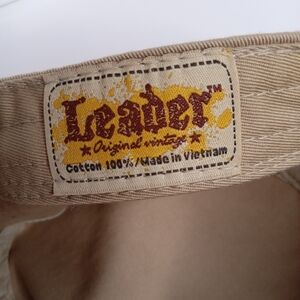 Leader™
★ Original vintage ★
Cotton 100%/Made in Vietnam